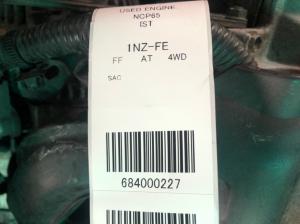 USED ENGINE
NCP65
IST
1NZ-FE
FF AT 4WD
SAC
684000227